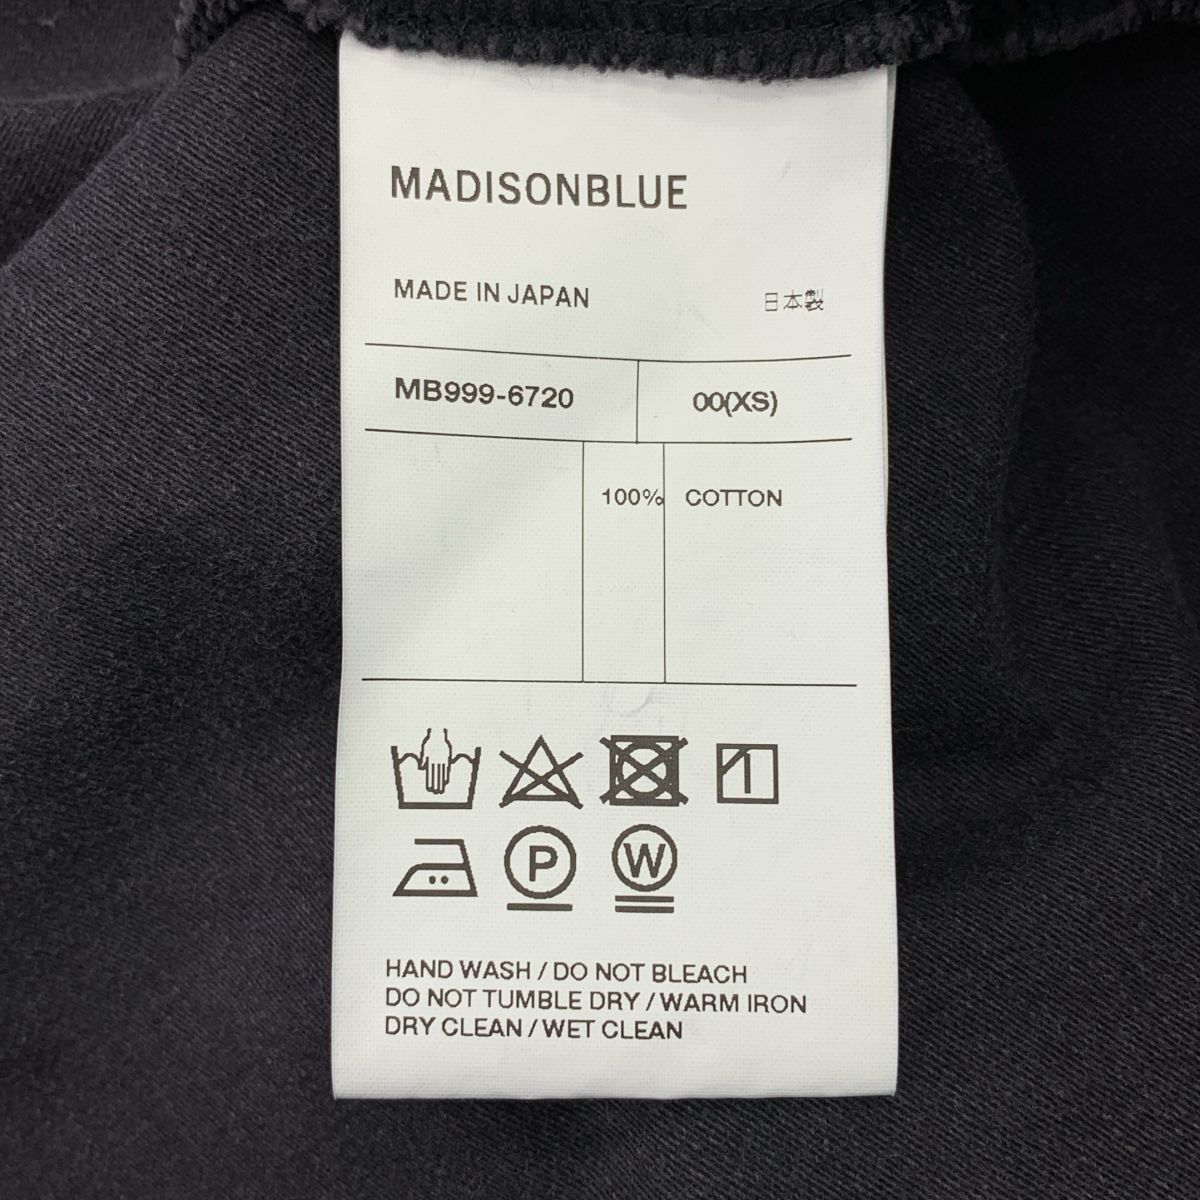 MADISONBLUE
MADE IN JAPAN 日本製
MB999-6720 00(XS)
100% COTTON
P W
HAND WASH / DO NOT BLEACH
DO NOT TUMBLE DRY / WARM IRON
DRY CLEAN / WET CLEAN